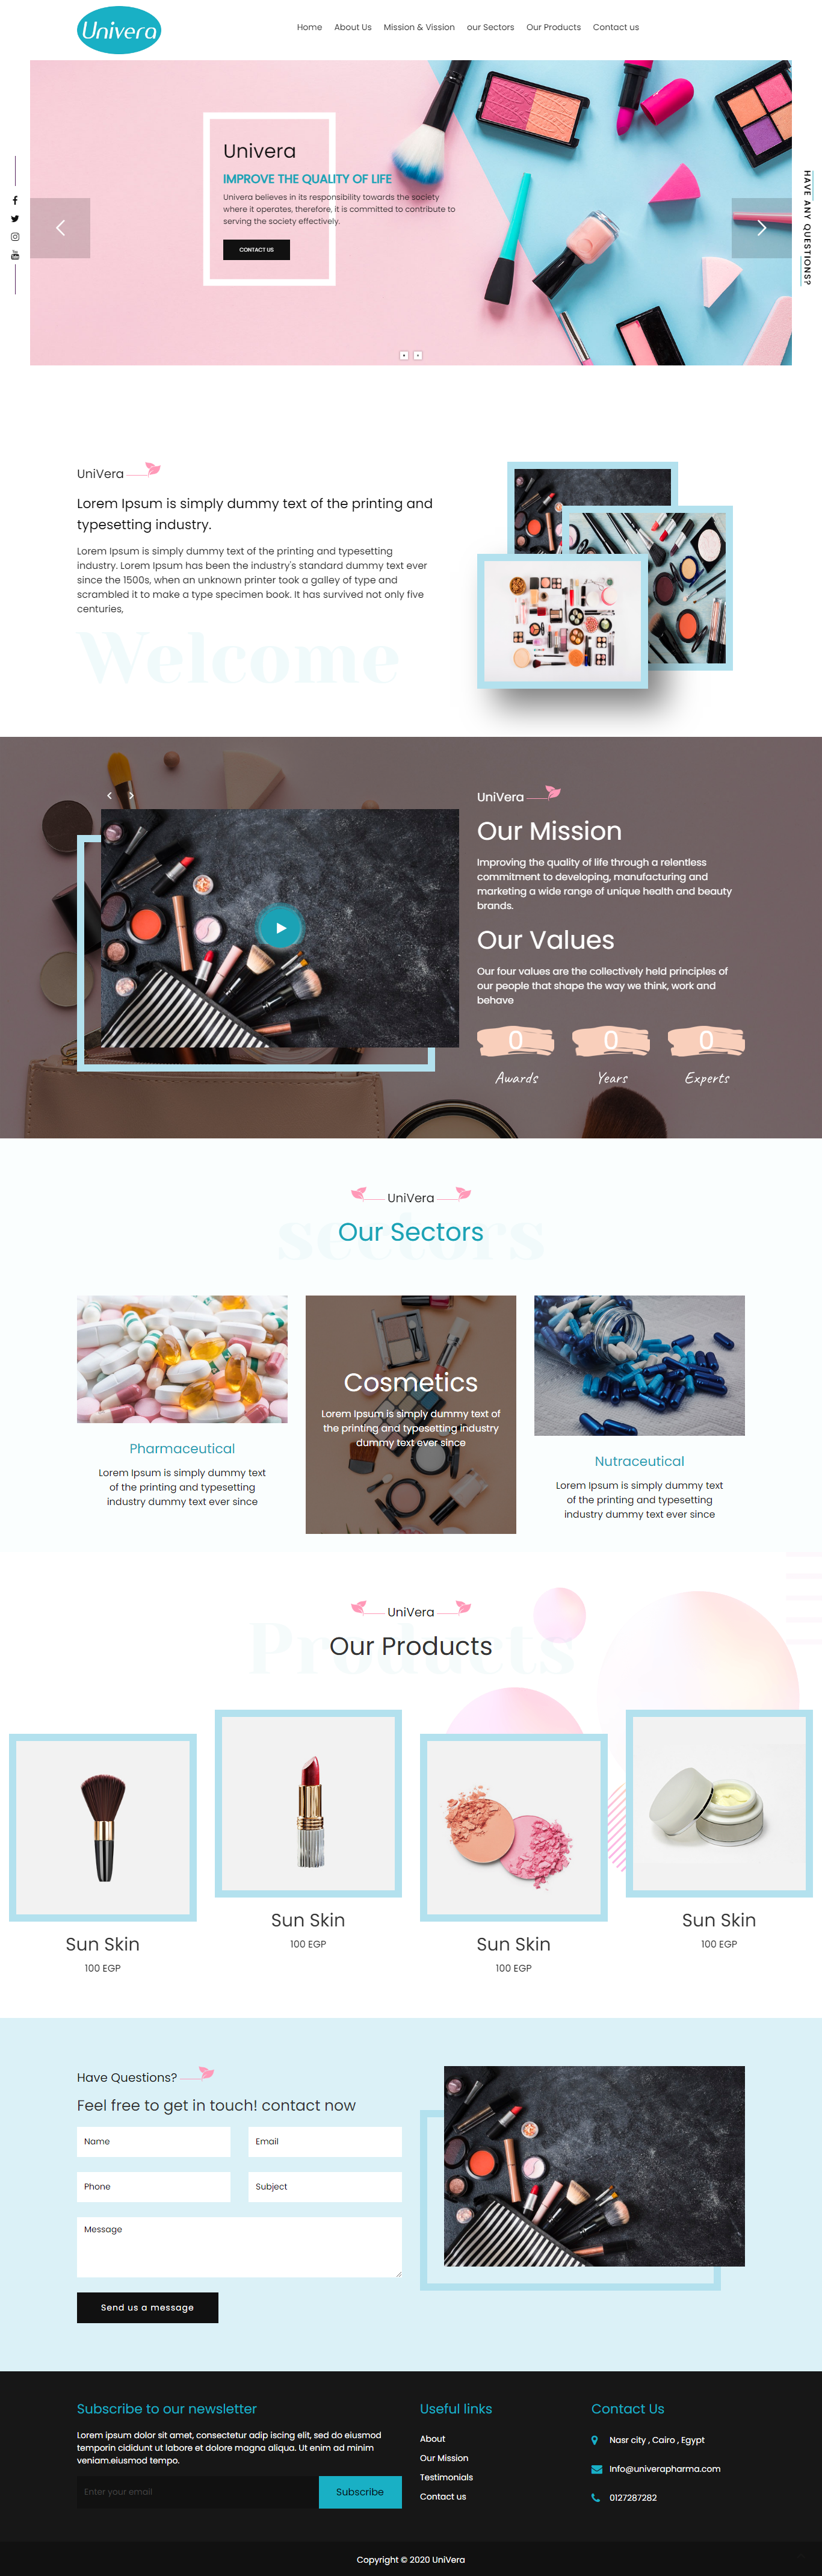 Univera
Home About Us Mission & Vission our Sectors Our Products Contact us
Univera
IMPROVE THE QUALITY OF LIFE
Univera believes in its responsibility towards the society
where it operates, therefore, it is committed to contribute to
serving the society effectively.
CONTACT US
HAVE ANY QUESTIONS?
UniVera
Lorem Ipsum is simply dummy text of the printing and
typesetting industry.
Lorem Ipsum is simply dummy text of the printing and typesetting
industry. Lorem Ipsum has been the industry's standard dummy text ever
since the 1500s, when an unknown printer took a galley of type and
scrambled it to make a type specimen book. It has survived not only five
centuries,
Welcome
UniVera
Our Mission
Improving the quality of life through a relentless
commitment to developing, manufacturing and
marketing a wide range of unique health and beauty
brands.
Our Values
Our four values are the collectively held principles of
our people that shape the way we think, work and
behave
0 0 0
Awards Years Experts
UniVera
sectors
Our Sectors
Pharmaceutical
Lorem Ipsum is simply dummy text
of the printing and typesetting
industry dummy text ever since
Cosmetics
Lorem Ipsum is simply dummy text of
the printing and typesetting industry
dummy text ever since
Nutraceutical
Lorem Ipsum is simply dummy text
of the printing and typesetting
industry dummy text ever since
UniVera
Products
Our Products
Sun Skin
100 EGP
Sun Skin
100 EGP
Sun Skin
100 EGP
Sun Skin
100 EGP
Have Questions?
Feel free to get in touch! contact now
Name Email
Phone Subject
Message
Send us a message
Subscribe to our newsletter
Lorem ipsum dolor sit amet, consectetur adip iscing elit, sed do eiusmod
temporin cididunt ut labore et dolore magna aliqua. Ut enim ad minim
veniam.eiusmod tempo.
Enter your email
Subscribe
Useful links
About
Our Mission
Testimonials
Contact us
Contact Us
Nasr city , Cairo , Egypt
Info@univerapharma.com
0127287282
Copyright © 2020 UniVera